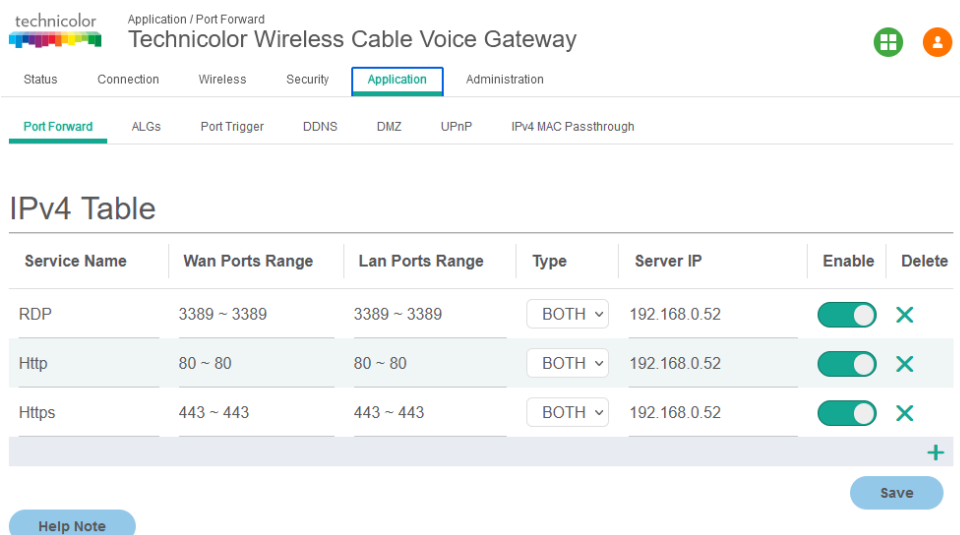 technicolor
Application / Port Forward
Technicolor Wireless Cable Voice Gateway
Status Connection Wireless Security Application Administration
Port Forward ALGs Port Trigger DDNS DMZ UPnP IPv4 MAC Passthrough
IPv4 Table
Service Name Wan Ports Range Lan Ports Range Type Server IP Enable Delete
RDP 3389 ~ 3389 3389 ~ 3389 BOTH 192.168.0.52
Http 80 ~ 80 80 ~ 80 BOTH 192.168.0.52
Https 443 ~ 443 443 ~ 443 BOTH 192.168.0.52
Save
Help Note